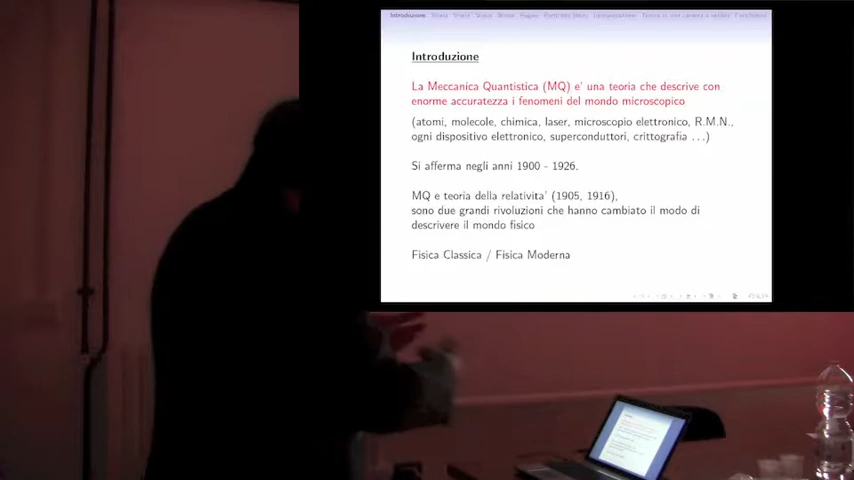 Introduzione
Introduzione
La Meccanica Quantistica (MQ) e' una teoria che descrive con
enorme accuratezza i fenomeni del mondo microscopico
(atomi, molecole, chimica, laser, microscopio elettronico, R.M.N.,
ogni dispositivo elettronico, superconduttori, crittografia ...)
Si afferma negli anni 1900 - 1926.
MQ e teoria della relativita' (1905, 1916),
sono due grandi rivoluzioni che hanno cambiato il modo di
descrivere il mondo fisico
Fisica Classica / Fisica Moderna